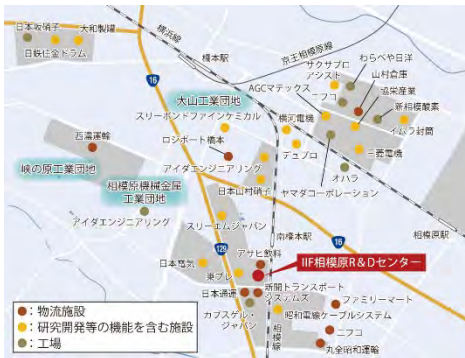 日本板硝子
大和製罐
日鉄住金ドラム
横浜線
橋本駅
京王相模原線
サクサプロ
アシスト
わらべや日洋
山村倉庫
ニフコ
協栄産業
AGCマテックス
新相模酸素
イムラ封筒
16
大山工業団地
スリーボンドファインケミカル
横河電機
ロジポート橋本
デュプロ
三菱電機
オハラ
西濃運輸
アイダエンジニアリング
ヤマダコーポレーション
峡の原工業団地
相模原機械金属
工業団地
日本山村硝子
アイダエンジニアリング
スリーエムジャパン
南橋本駅
相模原駅
16
129
アサヒ飲料
IIF相模原R&Dセンター
日本電気
東プレ
新開トランスポート
システムズ
日本通運
ファミリーマート
カプスゲル・
ジャパン
昭和電線ケーブルシステム
相模線
ニフコ
丸全昭和運輸
●：物流施設
●：研究開発等の機能を含む施設
●：工場